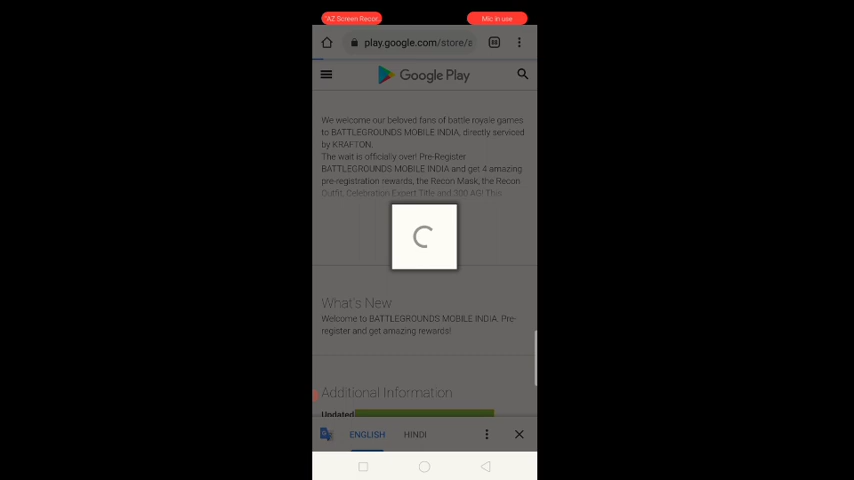 "AZ Screen Recor..
Mic in use
play.google.com/store/a
Google Play
We welcome our beloved fans of battle royale games
to BATTLEGROUNDS MOBILE INDIA, directly serviced
by KRAFTON.
The wait is officially over! Pre-Register
BATTLEGROUNDS MOBILE INDIA and get 4 amazing
pre-registration rewards, the Recon Mask, the Recon
Outfit, Celebration Expert Title and 300 AG! This
What's New
Welcome to BATTLEGROUNDS MOBILE INDIA, Pre-
register and get amazing rewards!
Additional Information
Updated
ENGLISH HINDI